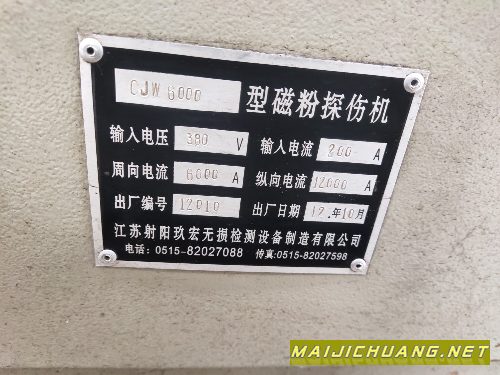 CJW 6000 型磁粉探伤机
输入电压 380 V 输入电流 200 A
周向电流 6000 A 纵向电流 12000 A
出厂编号 12010 出厂日期 12.年10月
江苏射阳玖宏无损检测设备制造有限公司
电话：0515-82027088 传真:0515-82027598
MAIJICHUANG.NET